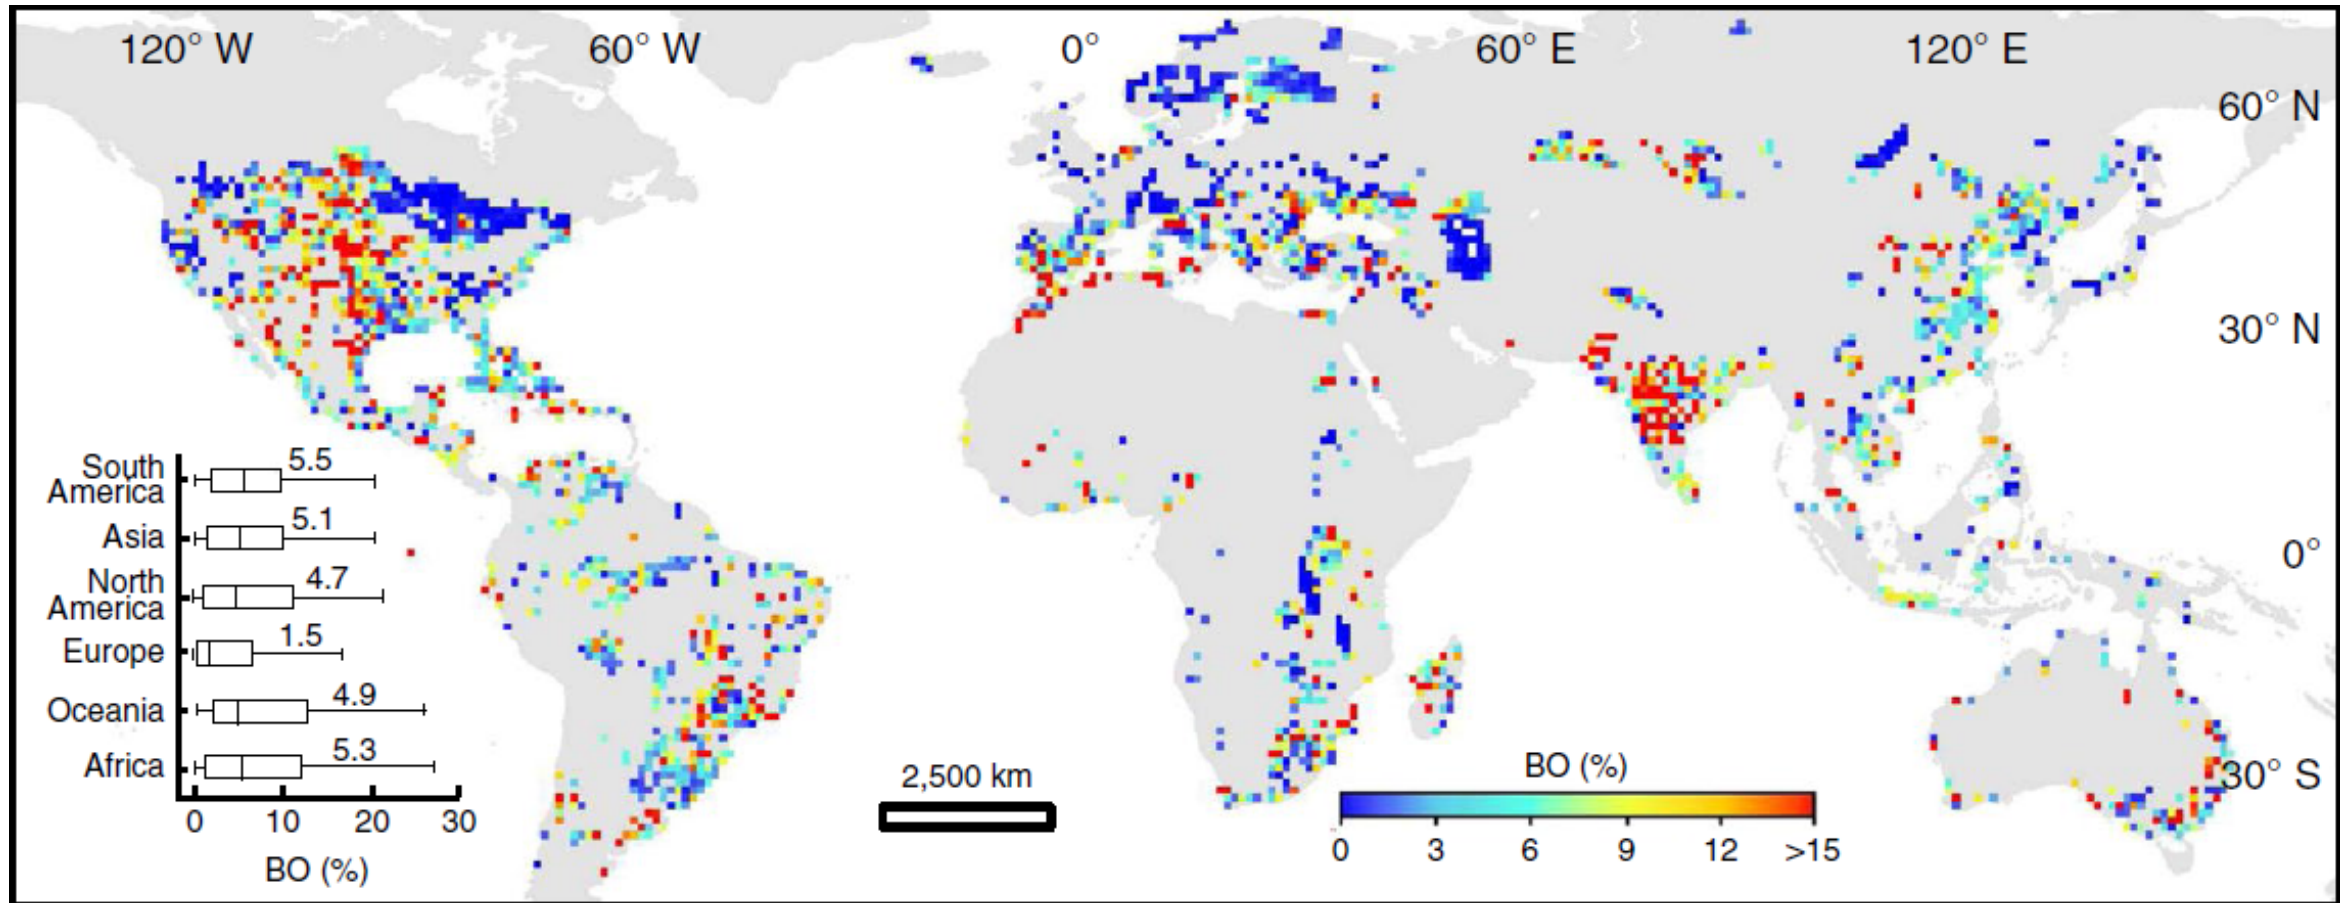 120° W
60° W
0°
60° E
120° E
60° N
30° N
0°
30° S
South
America
5.5
Asia
5.1
North
America
4.7
Europe
1.5
Oceania
4.9
Africa
5.3
0
10
20
30
BO (%)
2,500 km
BO (%)
0
3
6
9
12
>15